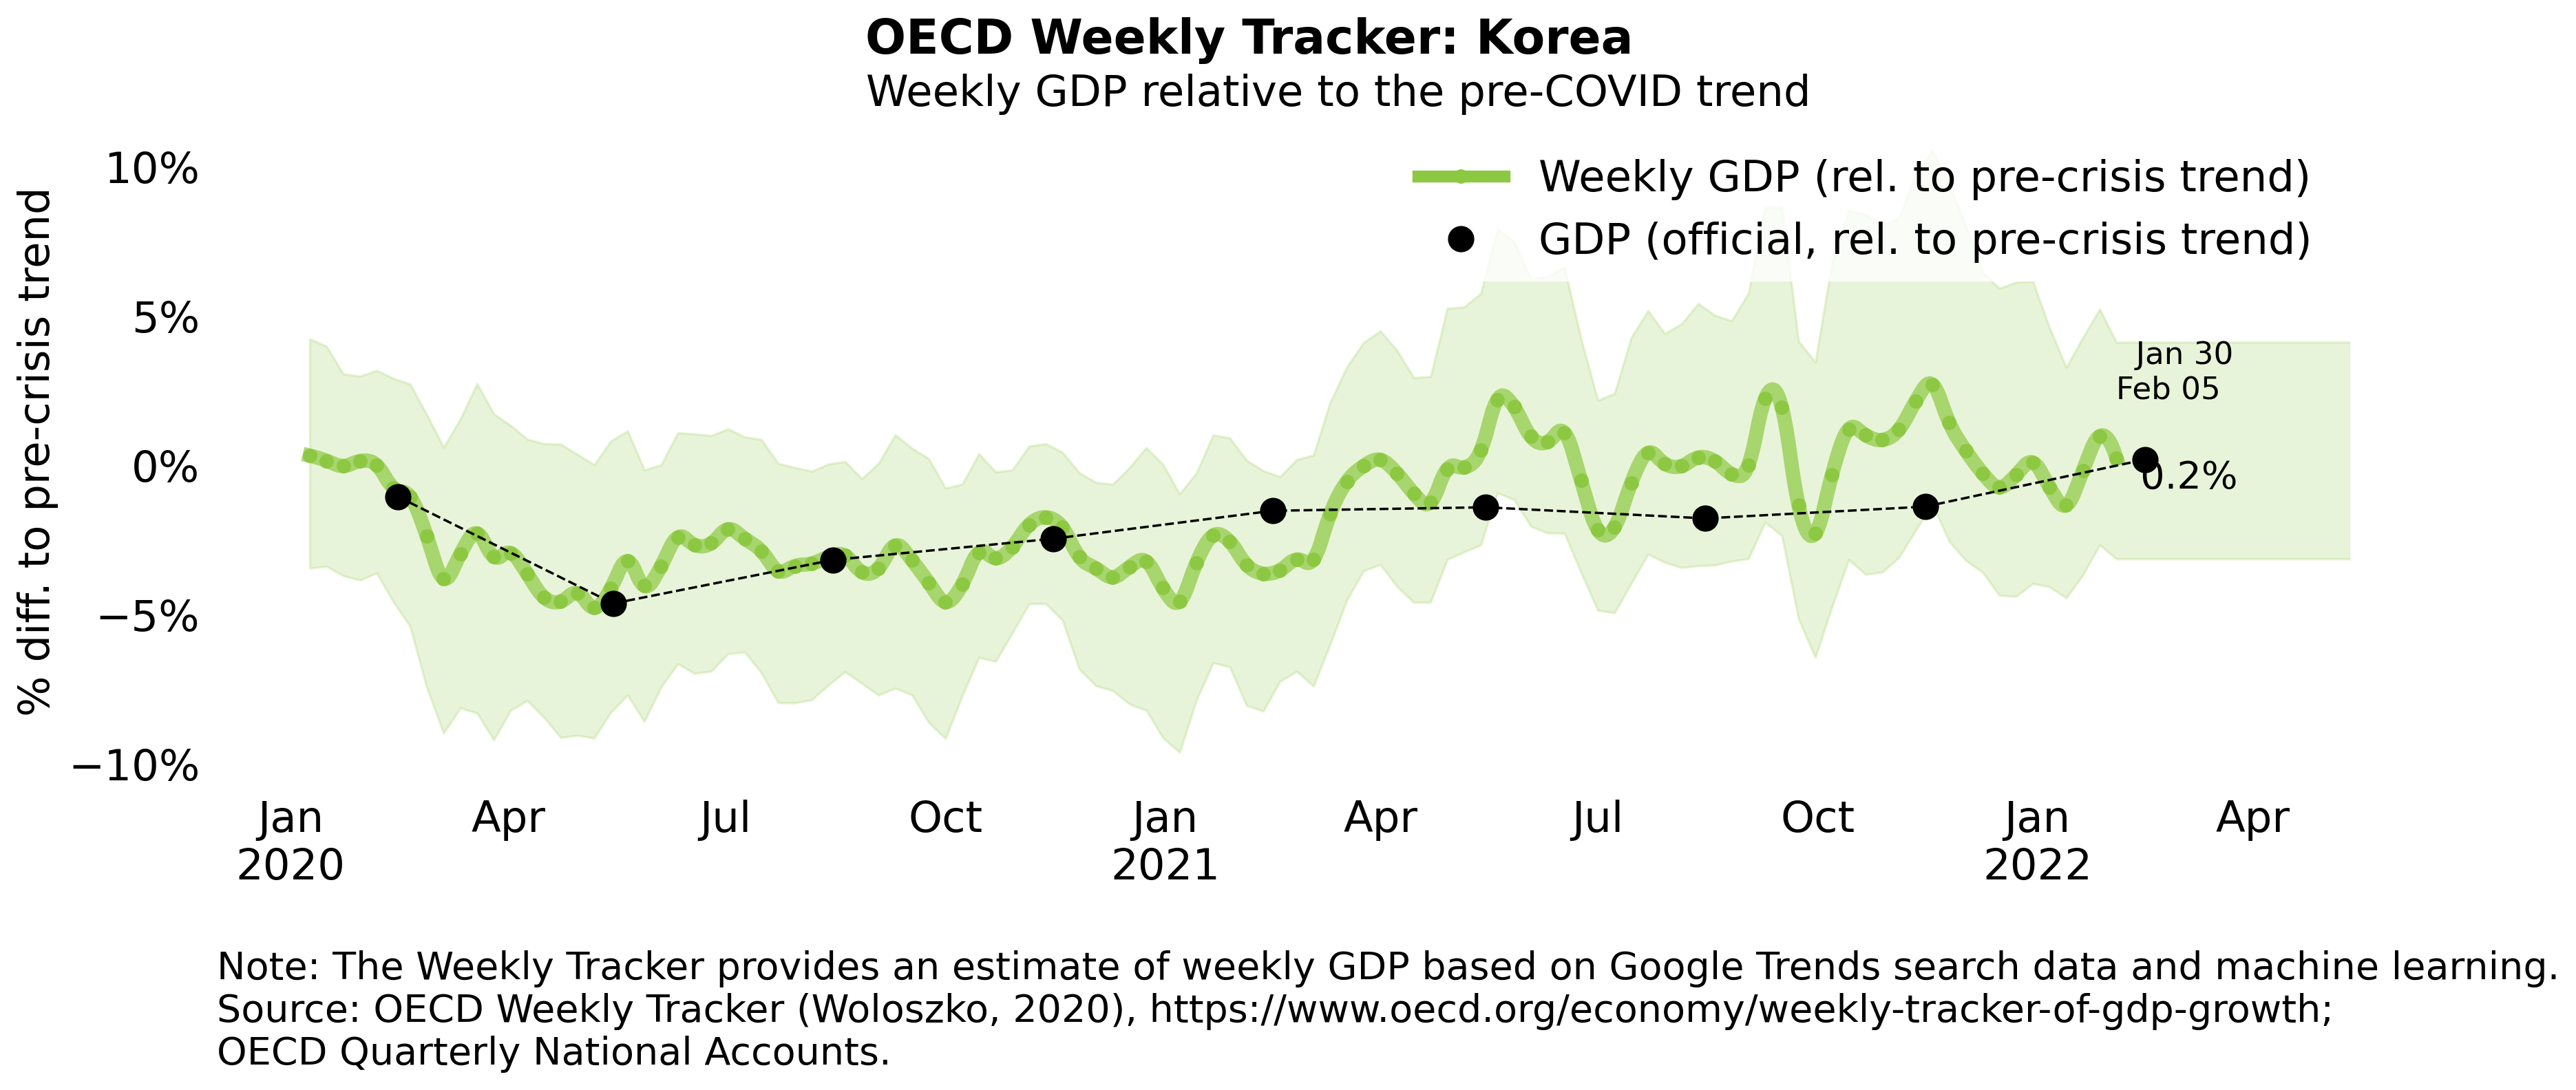 OECD Weekly Tracker: Korea
Weekly GDP relative to the pre-COVID trend
% diff. to pre-crisis trend
10%
5%
0%
−5%
−10%
Weekly GDP (rel. to pre-crisis trend)
GDP (official, rel. to pre-crisis trend)
Jan 30
Feb 05
0.2%
Jan Apr Jul Oct Jan Apr Jul Oct Jan Apr
2020 2021 2022
Note: The Weekly Tracker provides an estimate of weekly GDP based on Google Trends search data and machine learning.
Source: OECD Weekly Tracker (Woloszko, 2020), https://www.oecd.org/economy/weekly-tracker-of-gdp-growth;
OECD Quarterly National Accounts.